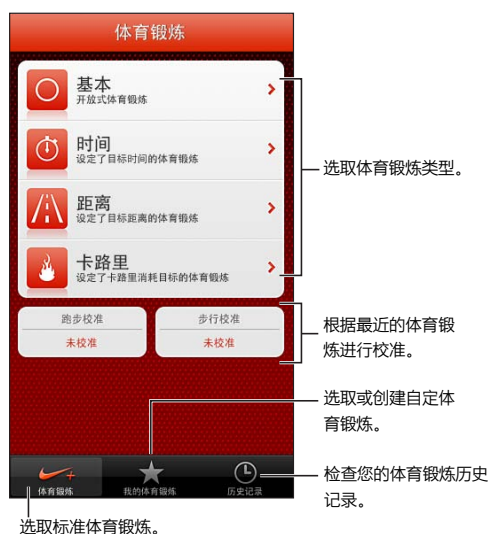 体育锻炼
基本
开放式体育锻炼
时间
设定了目标时间的体育锻炼
距离
设定了目标距离的体育锻炼
卡路里
设定了卡路里消耗目标的体育锻炼
选取体育锻炼类型。
跑步校准
未校准
步行校准
未校准
根据最近的体育锻
炼进行校准。
选取或创建自定体
育锻炼。
体育锻炼
我的体育锻炼
历史记录
检查您的体育锻炼历史
记录。
选取标准体育锻炼。